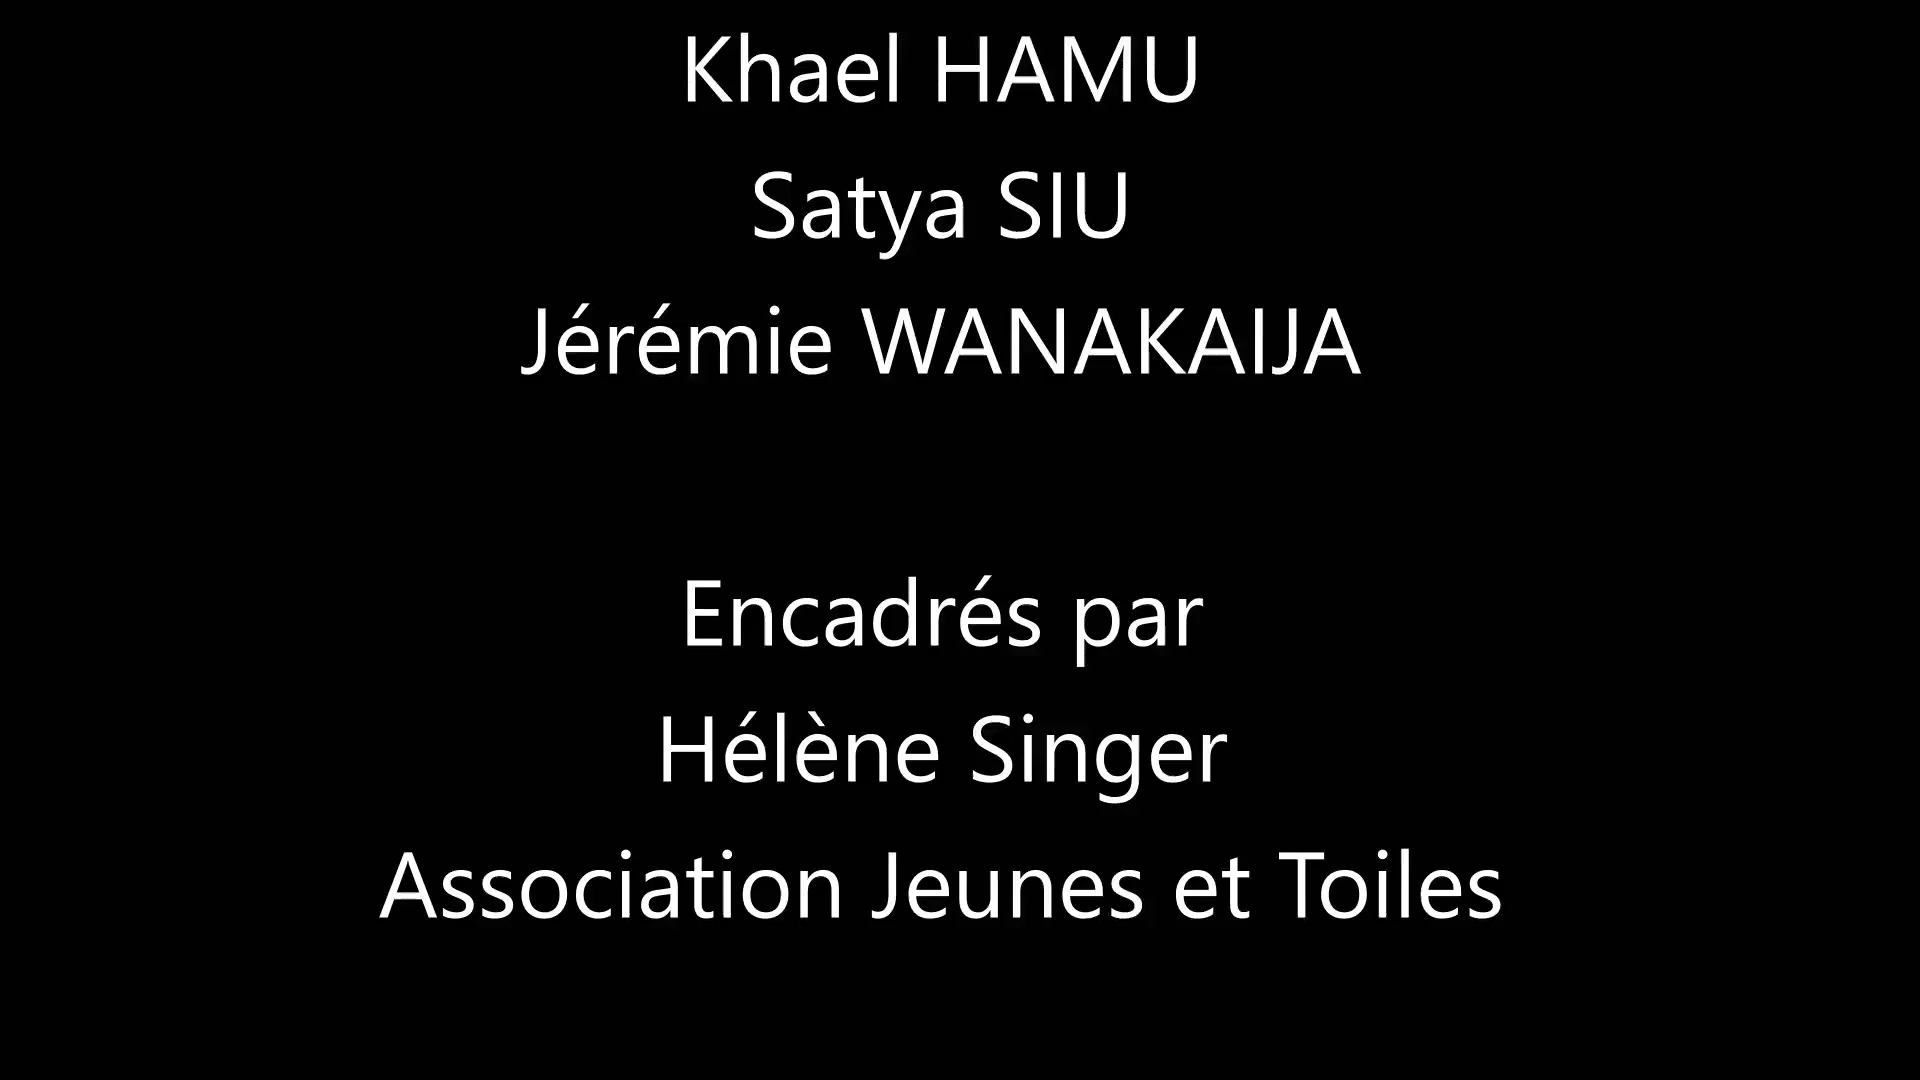 Khael HAMU
Satya SIU
Jérémie WANAKAIJA
Encadrés par
Hélène Singer
Association Jeunes et Toiles